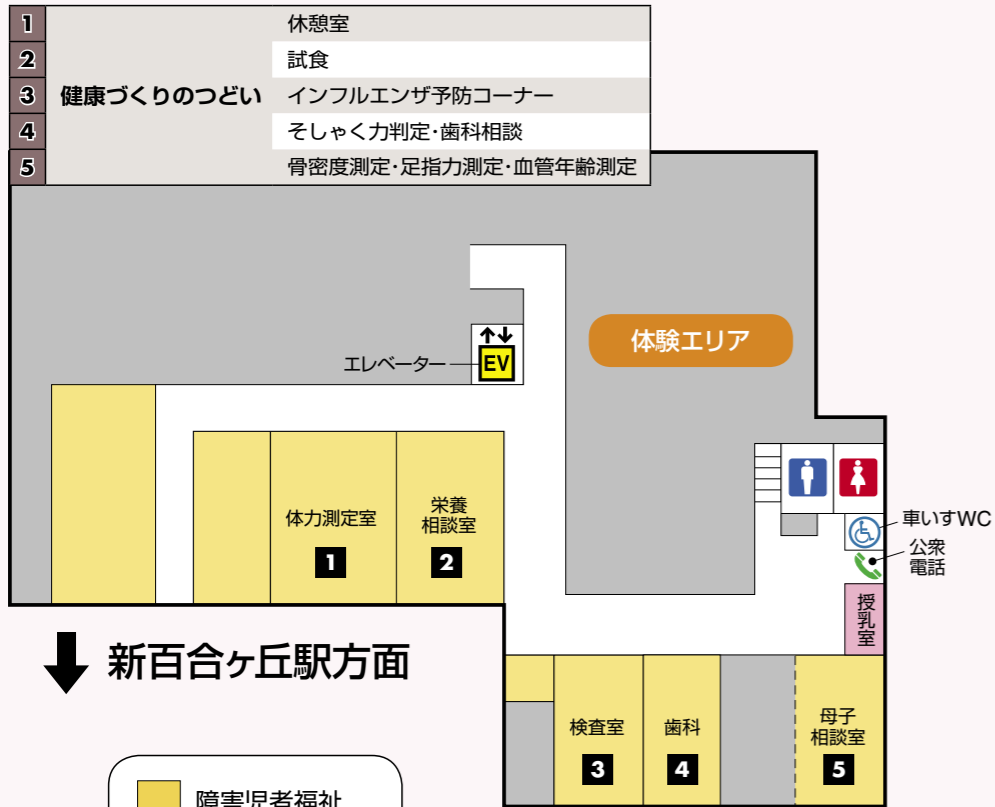 1 休憩室
2 試食
3 健康づくりのつどい インフルエンザ予防コーナー
4 そしゃく力判定・歯科相談
5 骨密度測定・足指力測定・血管年齢測定
エレベーター
EV
体験エリア
体力測定室
1
栄養
相談室
2
車いすWC
公衆
電話
授乳室
新百合ヶ丘駅方面
検査室
3
歯科
4
母子
相談室
5
障害児者福祉